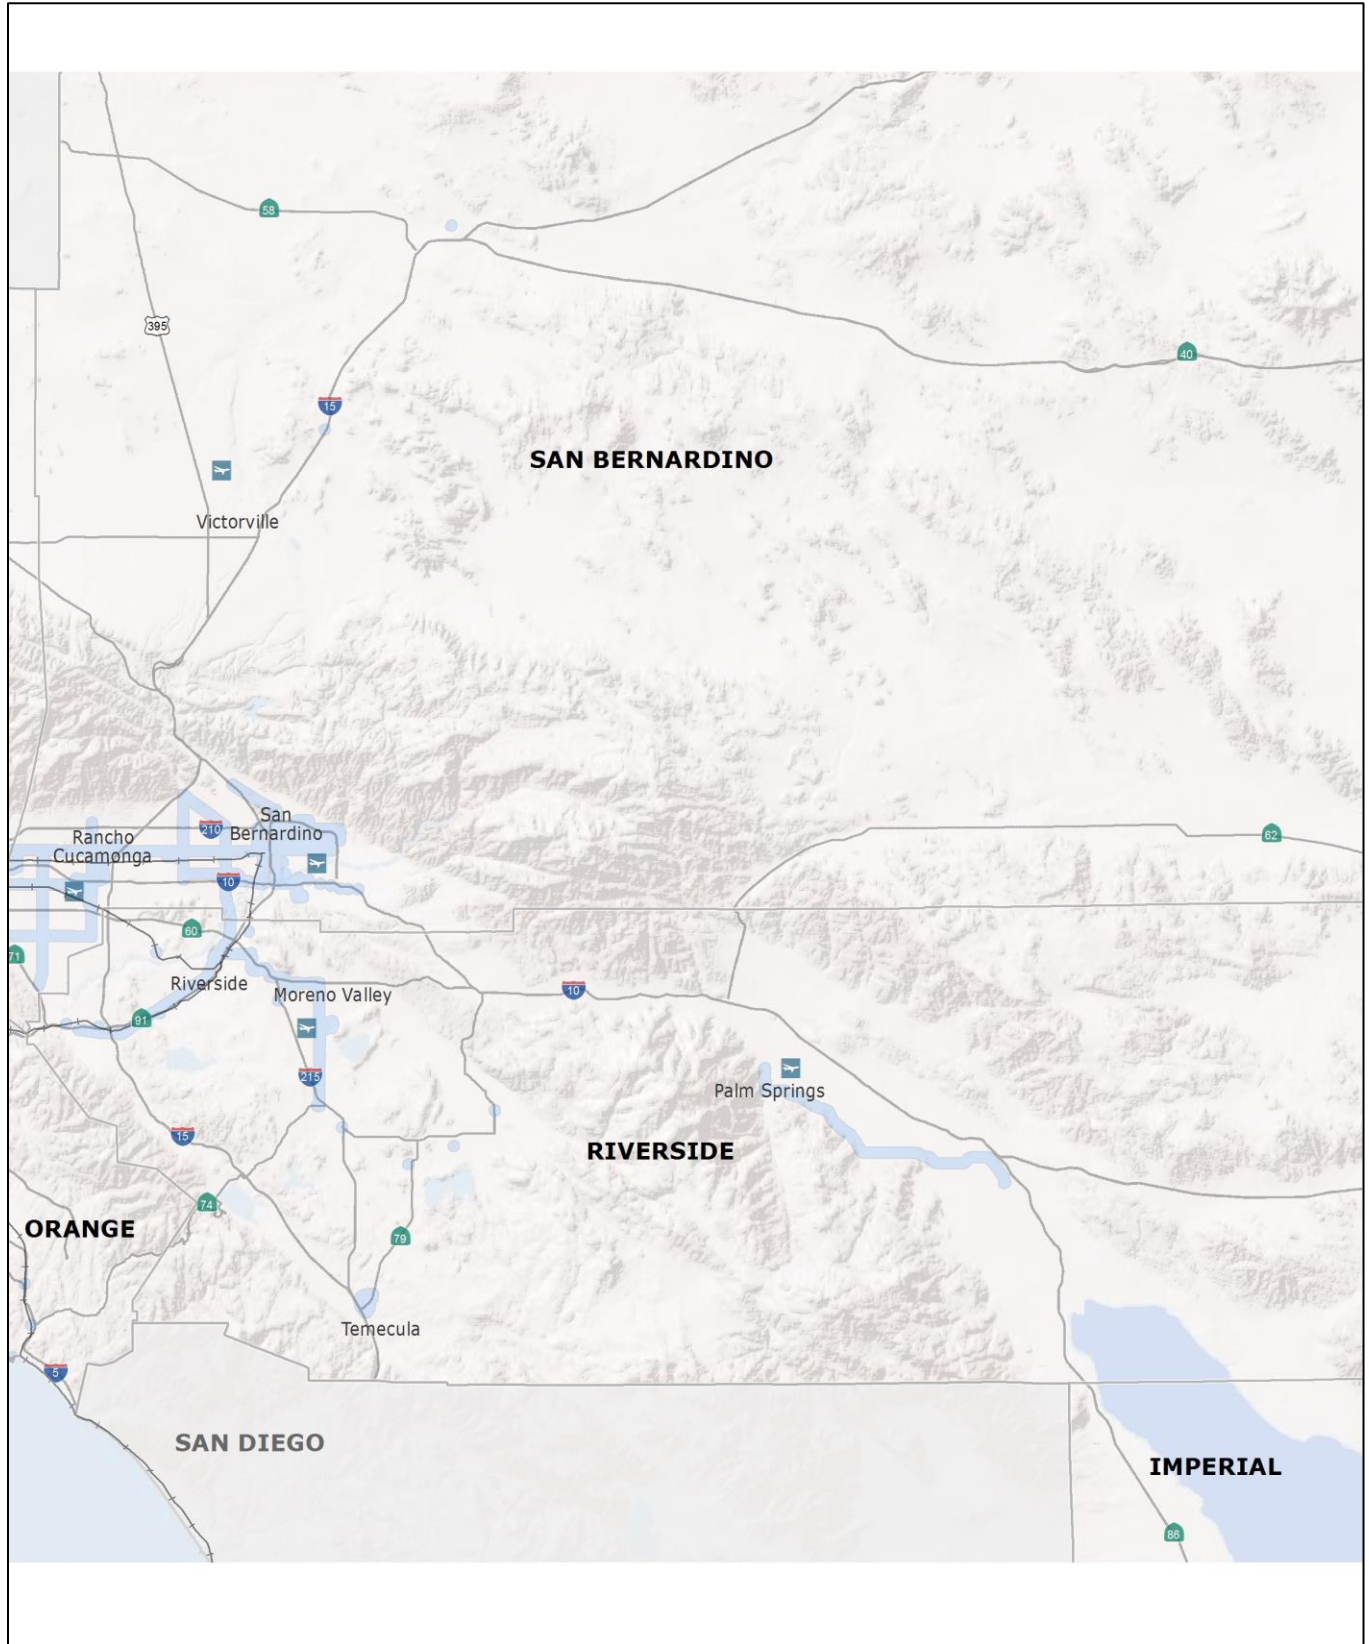 58
395
40
15
SAN BERNARDINO
Victorville
San
Bernardino
210
Rancho
Cucamonga
62
10
60
71
Riverside
Moreno Valley
10
91
215
Palm Springs
15
RIVERSIDE
74
ORANGE
79
Temecula
5
SAN DIEGO
IMPERIAL
86